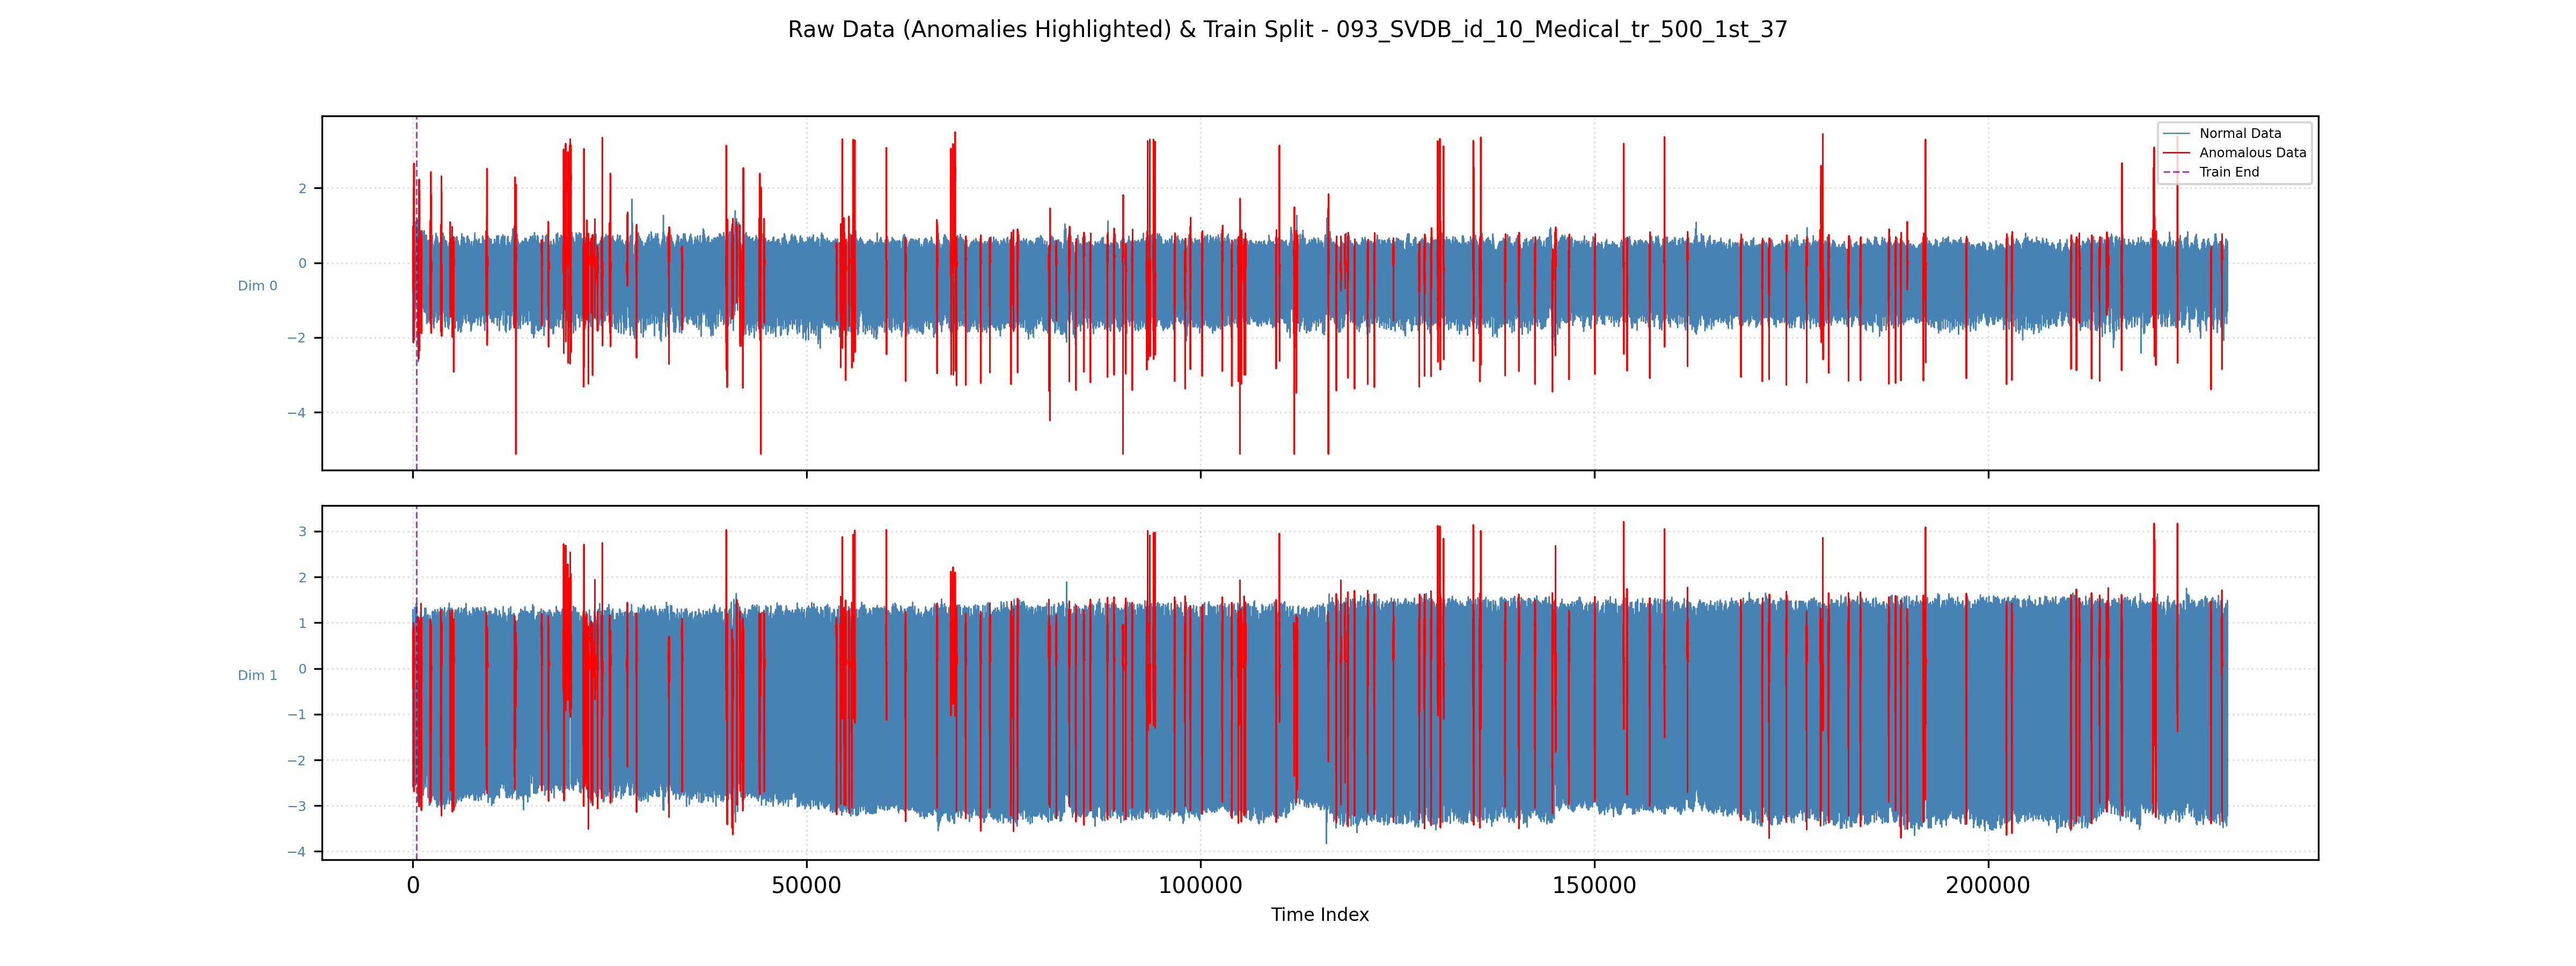 Raw Data (Anomalies Highlighted) & Train Split - 093_SVDB_id_10_Medical_tr_500_1st_37
Normal Data
Anomalous Data
Train End
2
0
−2
−4
Dim 0
3
2
1
0
−1
−2
−3
−4
Dim 1
0 50000 100000 150000 200000
Time Index